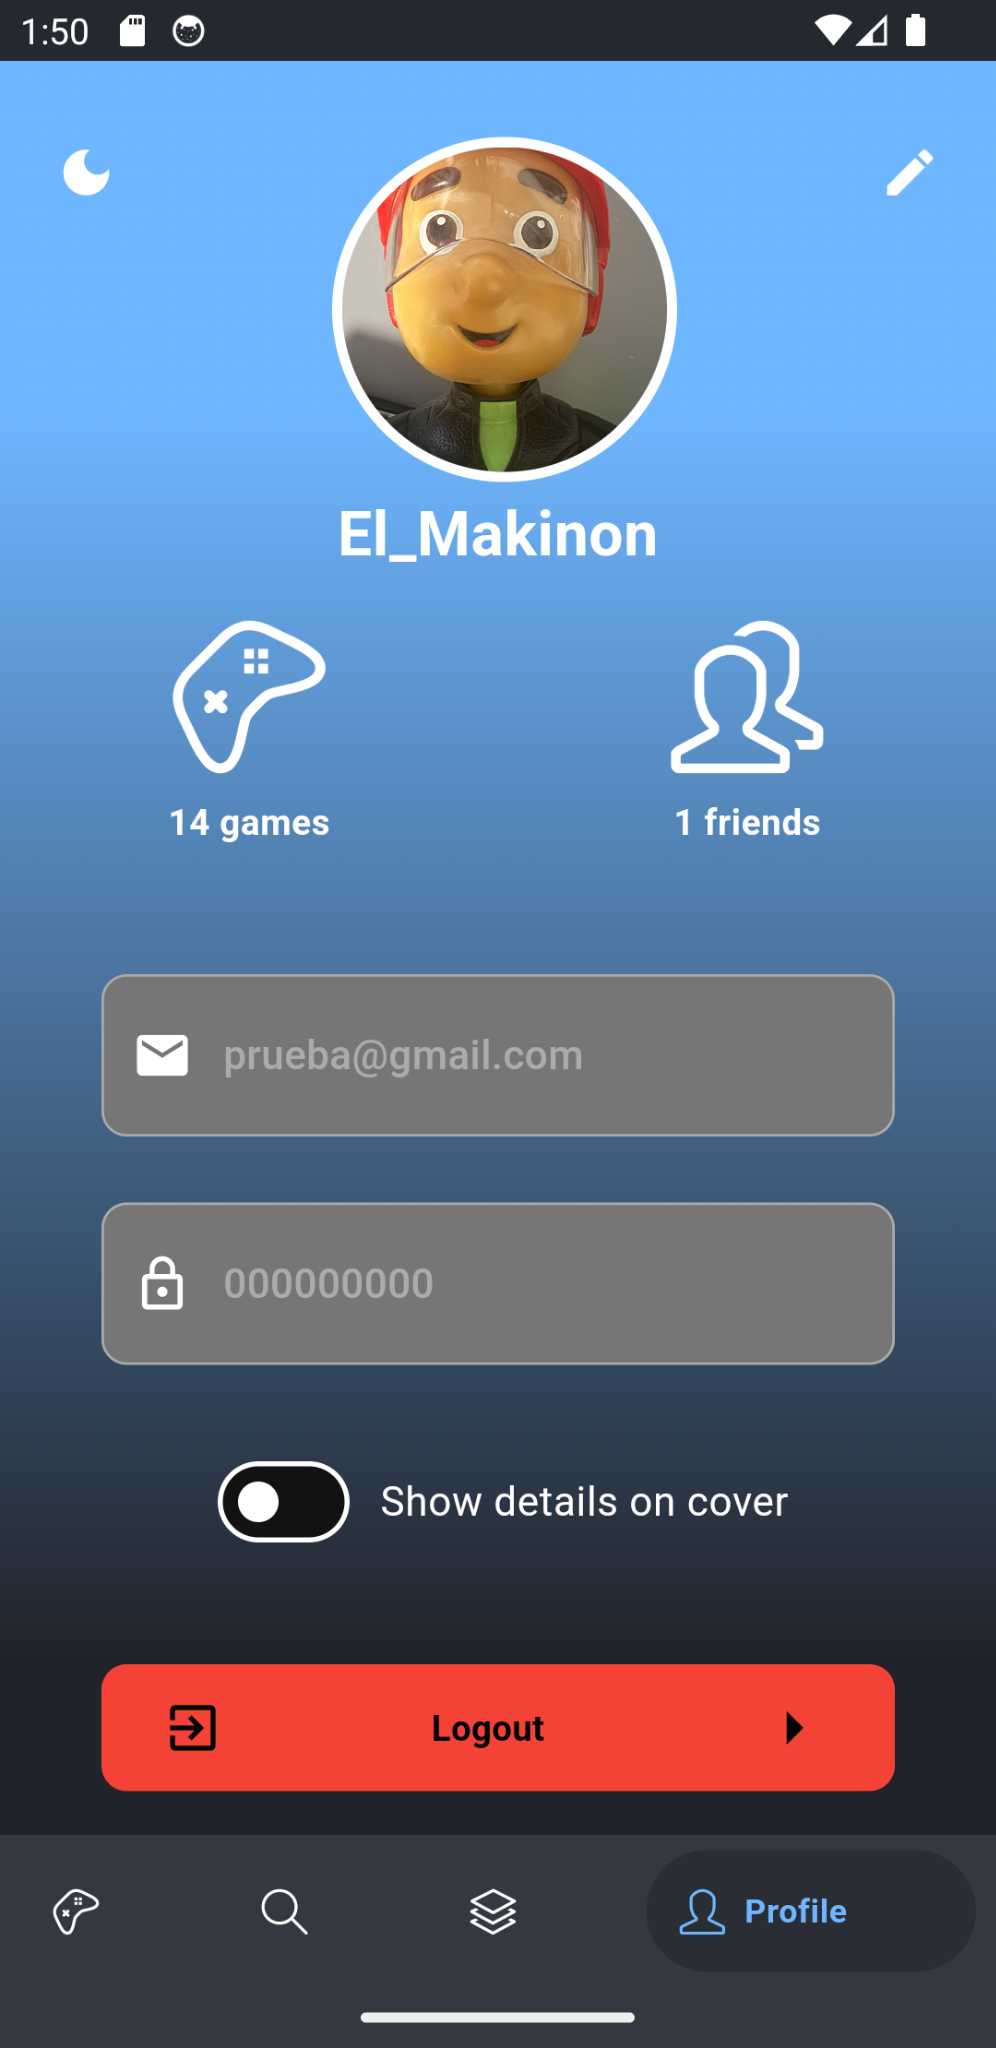 1:50
El_Makinon
14 games
1 friends
prueba@gmail.com
000000000
Show details on cover
Logout
Profile